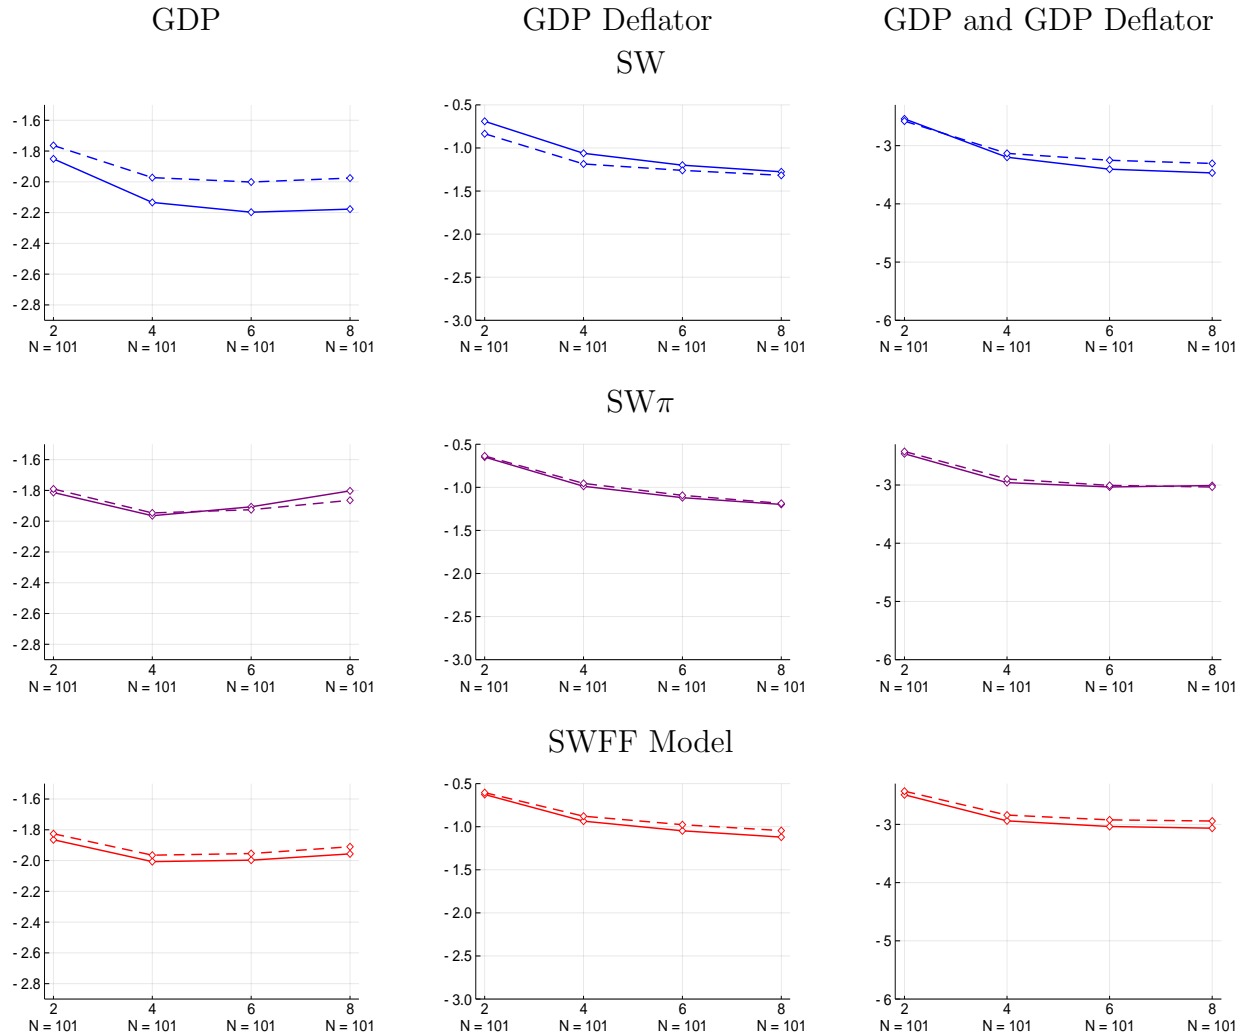 GDP GDP Deflator GDP and GDP Deflator
SW
- 1.6
- 1.8
- 2.0
- 2.2
- 2.4
- 2.6
- 2.8
2 4 6 8
N = 101 N = 101 N = 101 N = 101
- 0.5
- 1.0
- 1.5
- 2.0
- 2.5
- 3.0
2 4 6 8
N = 101 N = 101 N = 101 N = 101
- 3
- 4
- 5
- 6
2 4 6 8
N = 101 N = 101 N = 101 N = 101
SWπ
- 1.6
- 1.8
- 2.0
- 2.2
- 2.4
- 2.6
- 2.8
2 4 6 8
N = 101 N = 101 N = 101 N = 101
- 0.5
- 1.0
- 1.5
- 2.0
- 2.5
- 3.0
2 4 6 8
N = 101 N = 101 N = 101 N = 101
- 3
- 4
- 5
- 6
2 4 6 8
N = 101 N = 101 N = 101 N = 101
SWFF Model
- 1.6
- 1.8
- 2.0
- 2.2
- 2.4
- 2.6
- 2.8
2 4 6 8
N = 101 N = 101 N = 101 N = 101
- 0.5
- 1.0
- 1.5
- 2.0
- 2.5
- 3.0
2 4 6 8
N = 101 N = 101 N = 101 N = 101
- 3
- 4
- 5
- 6
2 4 6 8
N = 101 N = 101 N = 101 N = 101